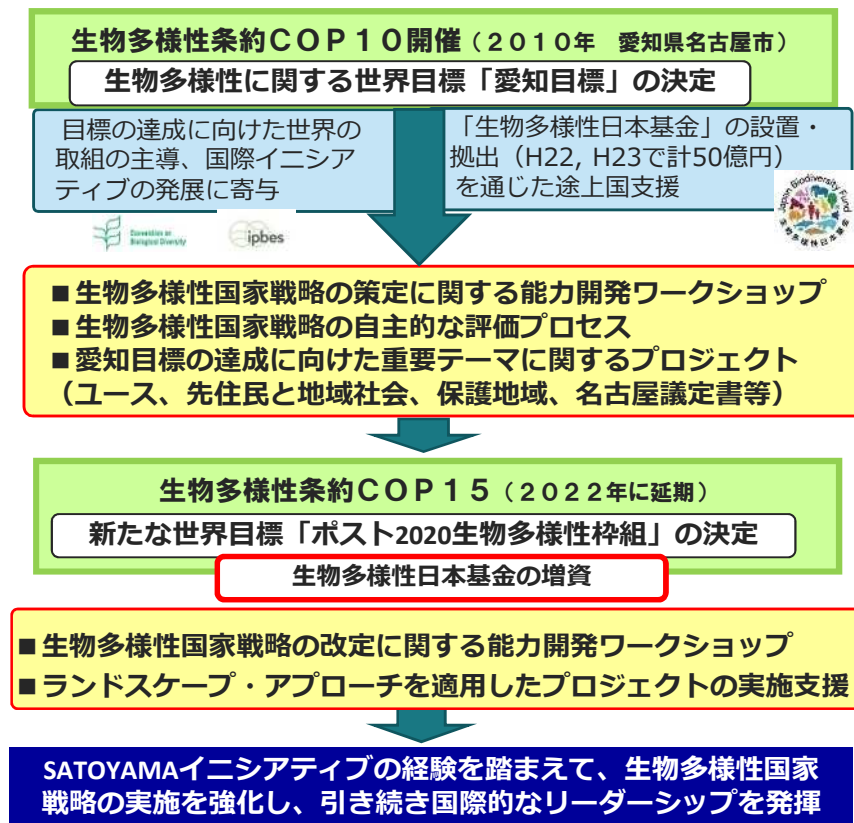 生物多様性条約ＣＯＰ１０開催（２０１０年　愛知県名古屋市）
生物多様性に関する世界目標「愛知目標」の決定
目標の達成に向けた世界の
取組の主導、国際イニシア
ティブの発展に寄与
「生物多様性日本基金」の設置・
拠出（H22, H23で計50億円）
を通じた途上国支援
Convention on
Biological Diversity
ipbes
Japan Biodiversity Fund
生物多様性日本基金
■生物多様性国家戦略の策定に関する能力開発ワークショップ
■生物多様性国家戦略の自主的な評価プロセス
■愛知目標の達成に向けた重要テーマに関するプロジェクト
（ユース、先住民と地域社会、保護地域、名古屋議定書等）
生物多様性条約ＣＯＰ１５（２０２２年に延期）
新たな世界目標「ポスト2020生物多様性枠組」の決定
生物多様性日本基金の増資
■生物多様性国家戦略の改定に関する能力開発ワークショップ
■ランドスケープ・アプローチを適用したプロジェクトの実施支援
SATOYAMAイニシアティブの経験を踏まえて、生物多様性国家
戦略の実施を強化し、引き続き国際的なリーダーシップを発揮